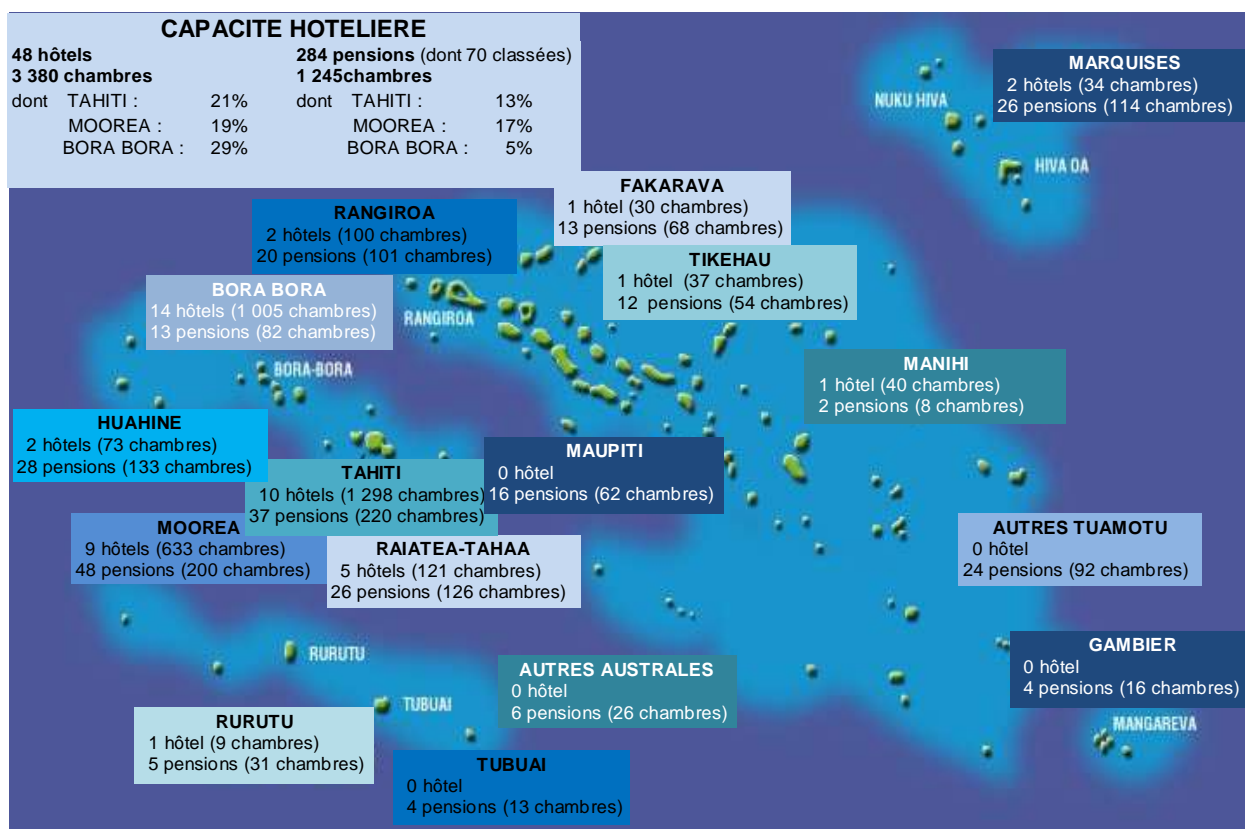 CAPACITE HOTELIERE
48 hôtels 284 pensions (dont 70 classées)
3 380 chambres 1 245chambres
dont TAHITI : 21% dont TAHITI : 13%
MOOREA : 19% MOOREA : 17%
BORA BORA : 29% BORA BORA : 5%
MARQUISES
2 hôtels (34 chambres)
26 pensions (114 chambres)
NUKU HIVA
HIVA OA
FAKARAVA
1 hôtel (30 chambres)
13 pensions (68 chambres)
RANGIROA
2 hôtels (100 chambres)
20 pensions (101 chambres)
TIKEHAU
1 hôtel (37 chambres)
12 pensions (54 chambres)
BORA BORA
14 hôtels (1 005 chambres)
13 pensions (82 chambres)
RANGIROA
BORA-BORA
MANIHI
1 hôtel (40 chambres)
2 pensions (8 chambres)
HUAHINE
2 hôtels (73 chambres)
28 pensions (133 chambres)
TAHITI
10 hôtels (1 298 chambres)
37 pensions (220 chambres)
MAUPITI
0 hôtel
16 pensions (62 chambres)
MOOREA
9 hôtels (633 chambres)
48 pensions (200 chambres)
RAIATEA-TAHAA
5 hôtels (121 chambres)
26 pensions (126 chambres)
AUTRES TUAMOTU
0 hôtel
24 pensions (92 chambres)
RURUTU
TUBUAI
AUTRES AUSTRALES
0 hôtel
6 pensions (26 chambres)
GAMBIER
0 hôtel
4 pensions (16 chambres)
MANGAREVA
RURUTU
1 hôtel (9 chambres)
5 pensions (31 chambres)
TUBUAI
0 hôtel
4 pensions (13 chambres)